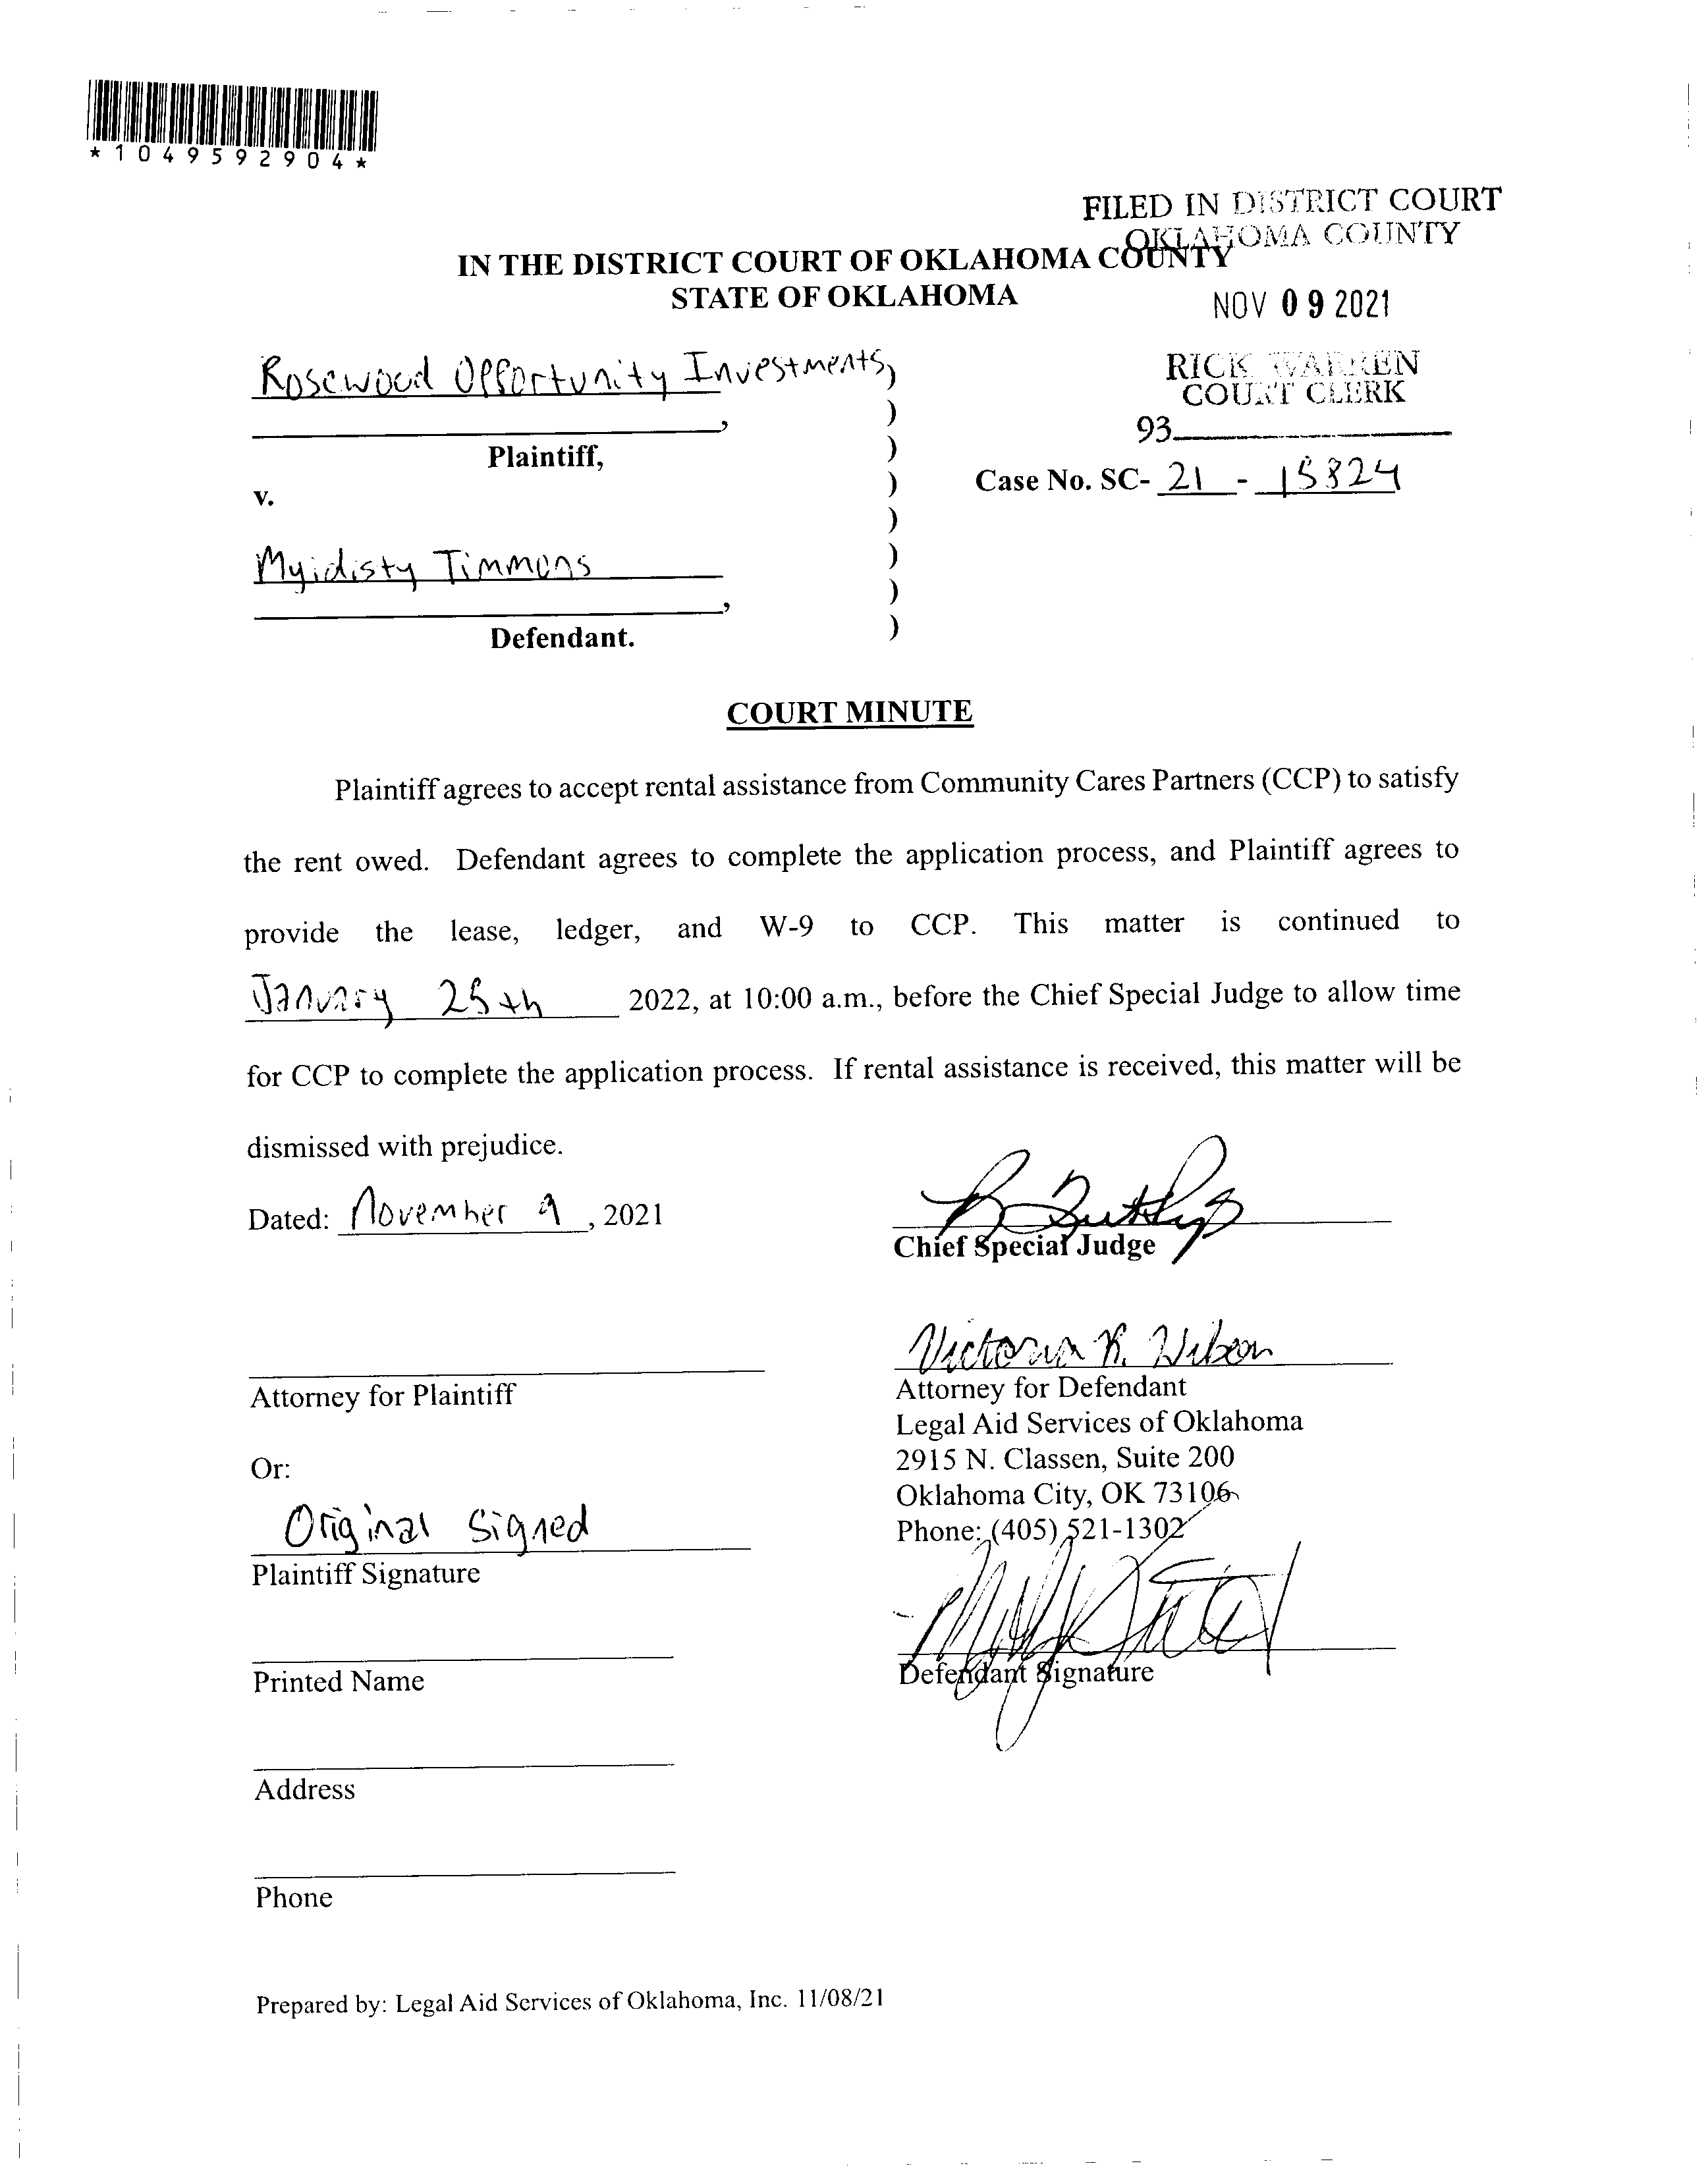 *1049592904*
FILED IN DISTRICT COURT
OKLAHOMA COUNTY
IN THE DISTRICT COURT OF OKLAHOMA COUNTY
STATE OF OKLAHOMA
NOV 09 2021
RICK WARREN
COURT CLERK
93
Rosewood Opportunity Investments,
)
,
)
Plaintiff,
)
Case No. SC- 21 - 15824
v.
)
)
Myidisty Timmons
)
)
,
Defendant.
)
COURT MINUTE
Plaintiff agrees to accept rental assistance from Community Cares Partners (CCP) to satisfy
the rent owed. Defendant agrees to complete the application process, and Plaintiff agrees to
provide the lease, ledger, and W-9 to CCP. This matter is continued to
January 25th 2022, at 10:00 a.m., before the Chief Special Judge to allow time
for CCP to complete the application process. If rental assistance is received, this matter will be
dismissed with prejudice.
Dated: November 9, 2021
Chief Special Judge
Victoria K. Wilson
Attorney for Plaintiff
Attorney for Defendant
Legal Aid Services of Oklahoma
2915 N. Classen, Suite 200
Oklahoma City, OK 73106
Phone: (405) 521-1302
Or:
Original Signed
Plaintiff Signature
Defendant Signature
Printed Name
Address
Phone
Prepared by: Legal Aid Services of Oklahoma, Inc. 11/08/21